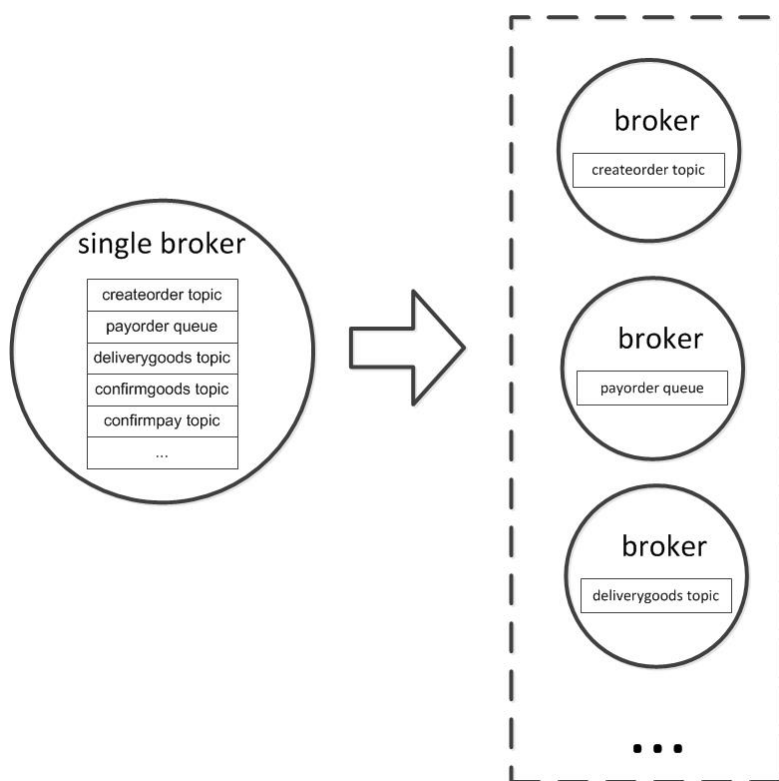 single broker
createorder topic
payorder queue
deliverygoods topic
confirmgoods topic
confirmpay topic
...
broker
createorder topic
broker
payorder queue
broker
deliverygoods topic
...